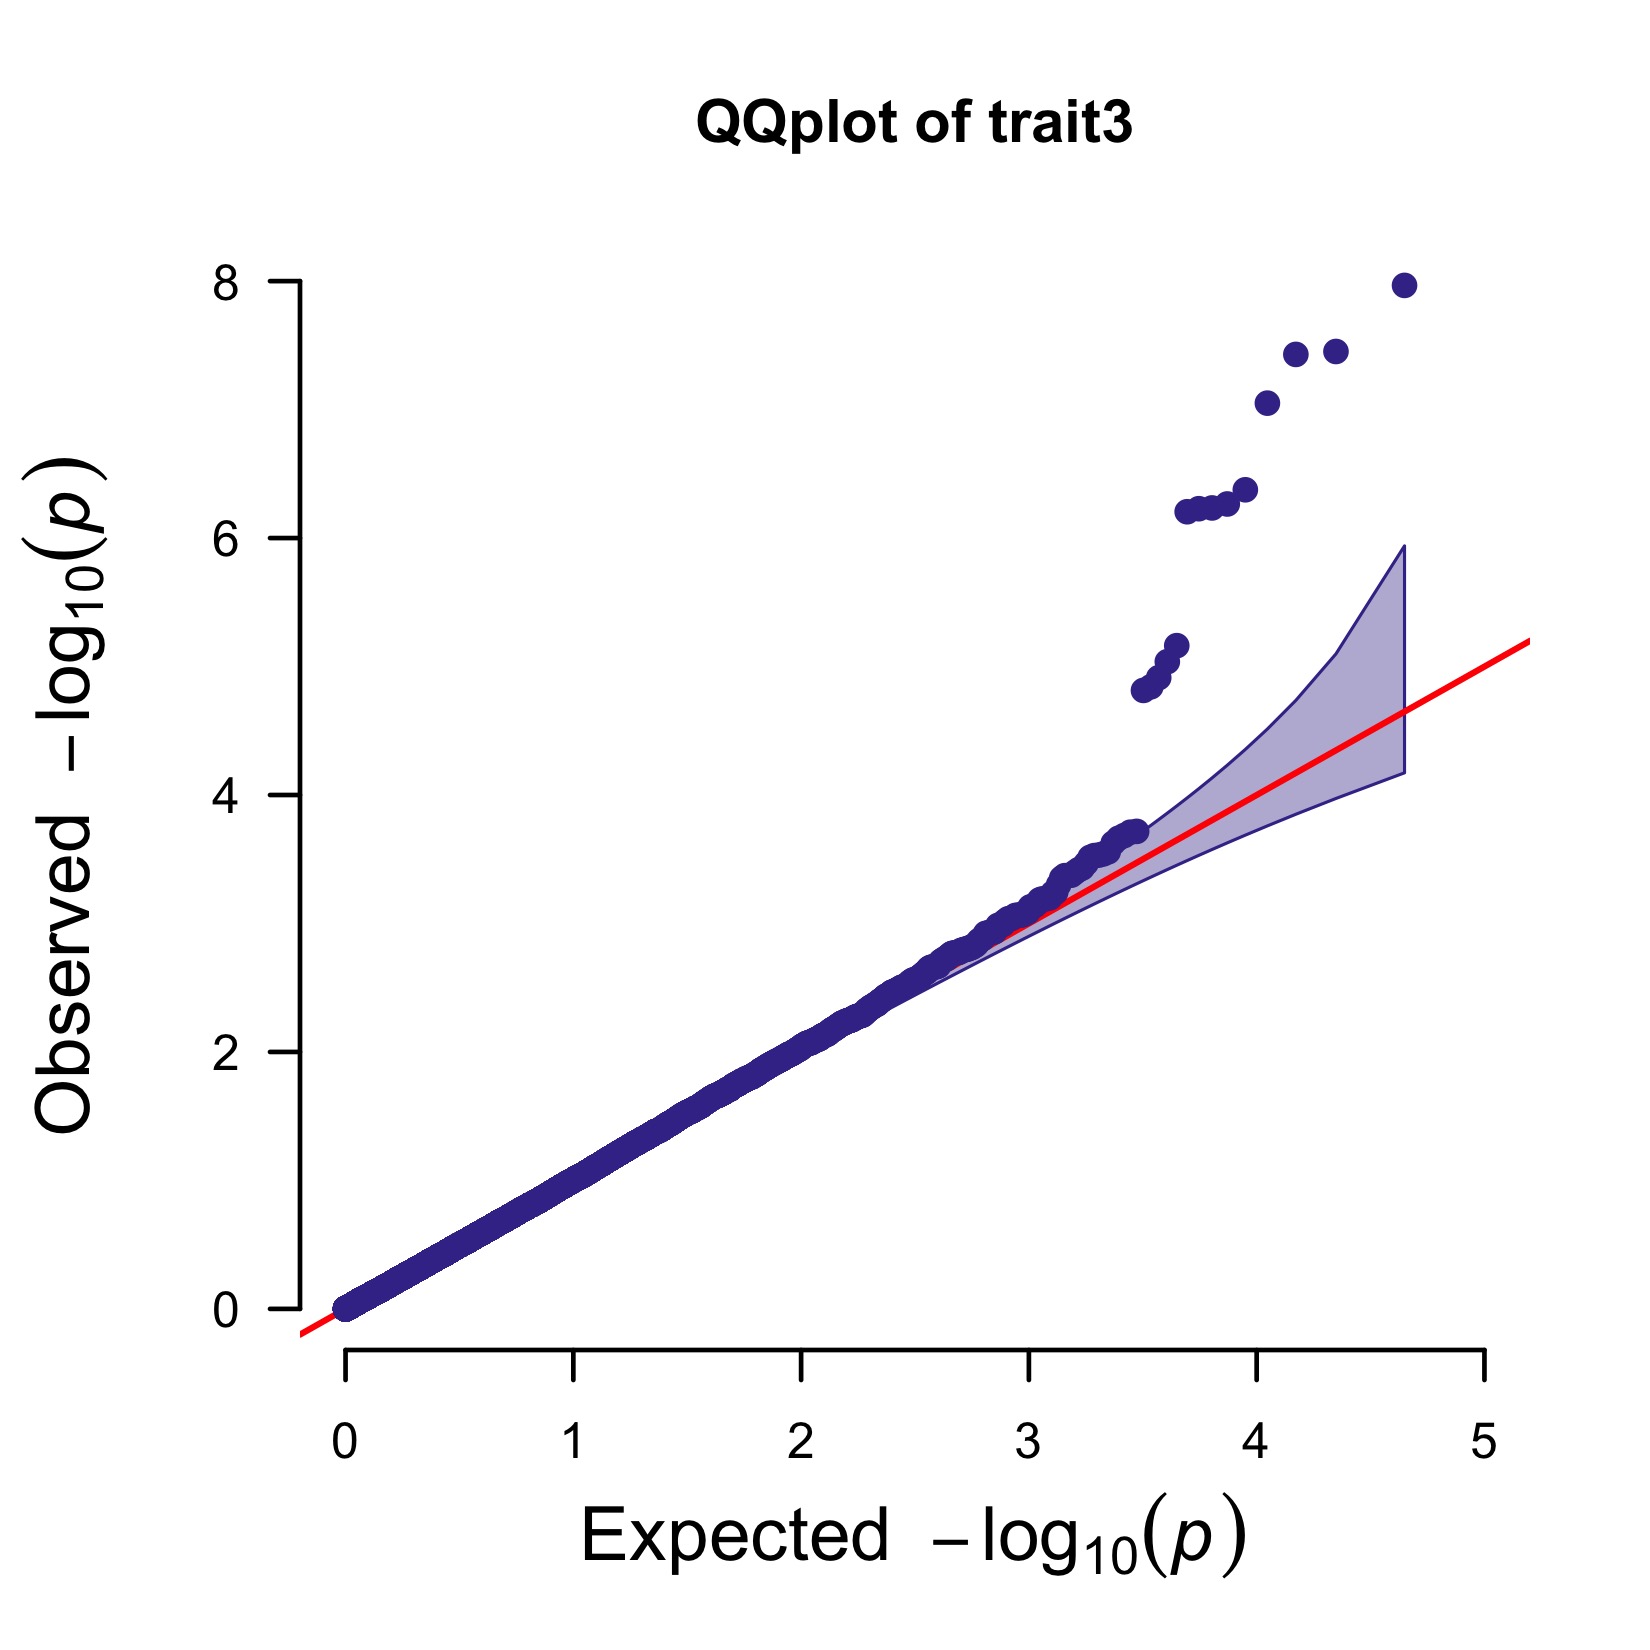 QQplot of trait3
8
6
4
2
0
Observed −log₁₀(p)
0 1 2 3 4 5
Expected −log₁₀(p)